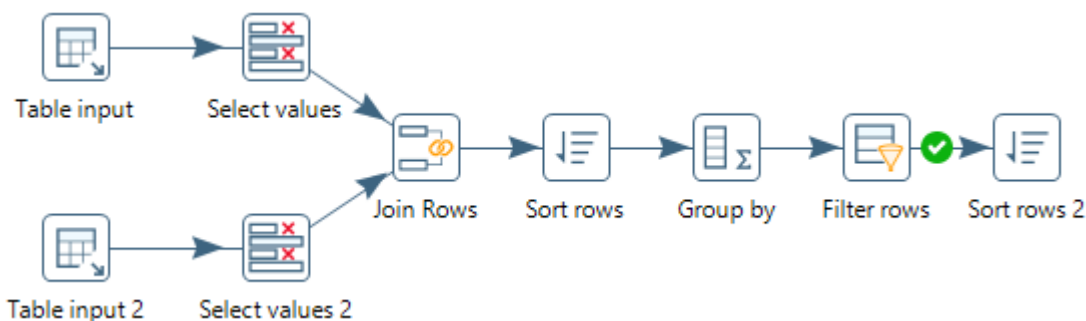 Table input
Select values
Join Rows
Sort rows
Group by
Filter rows
Sort rows 2
Table input 2
Select values 2